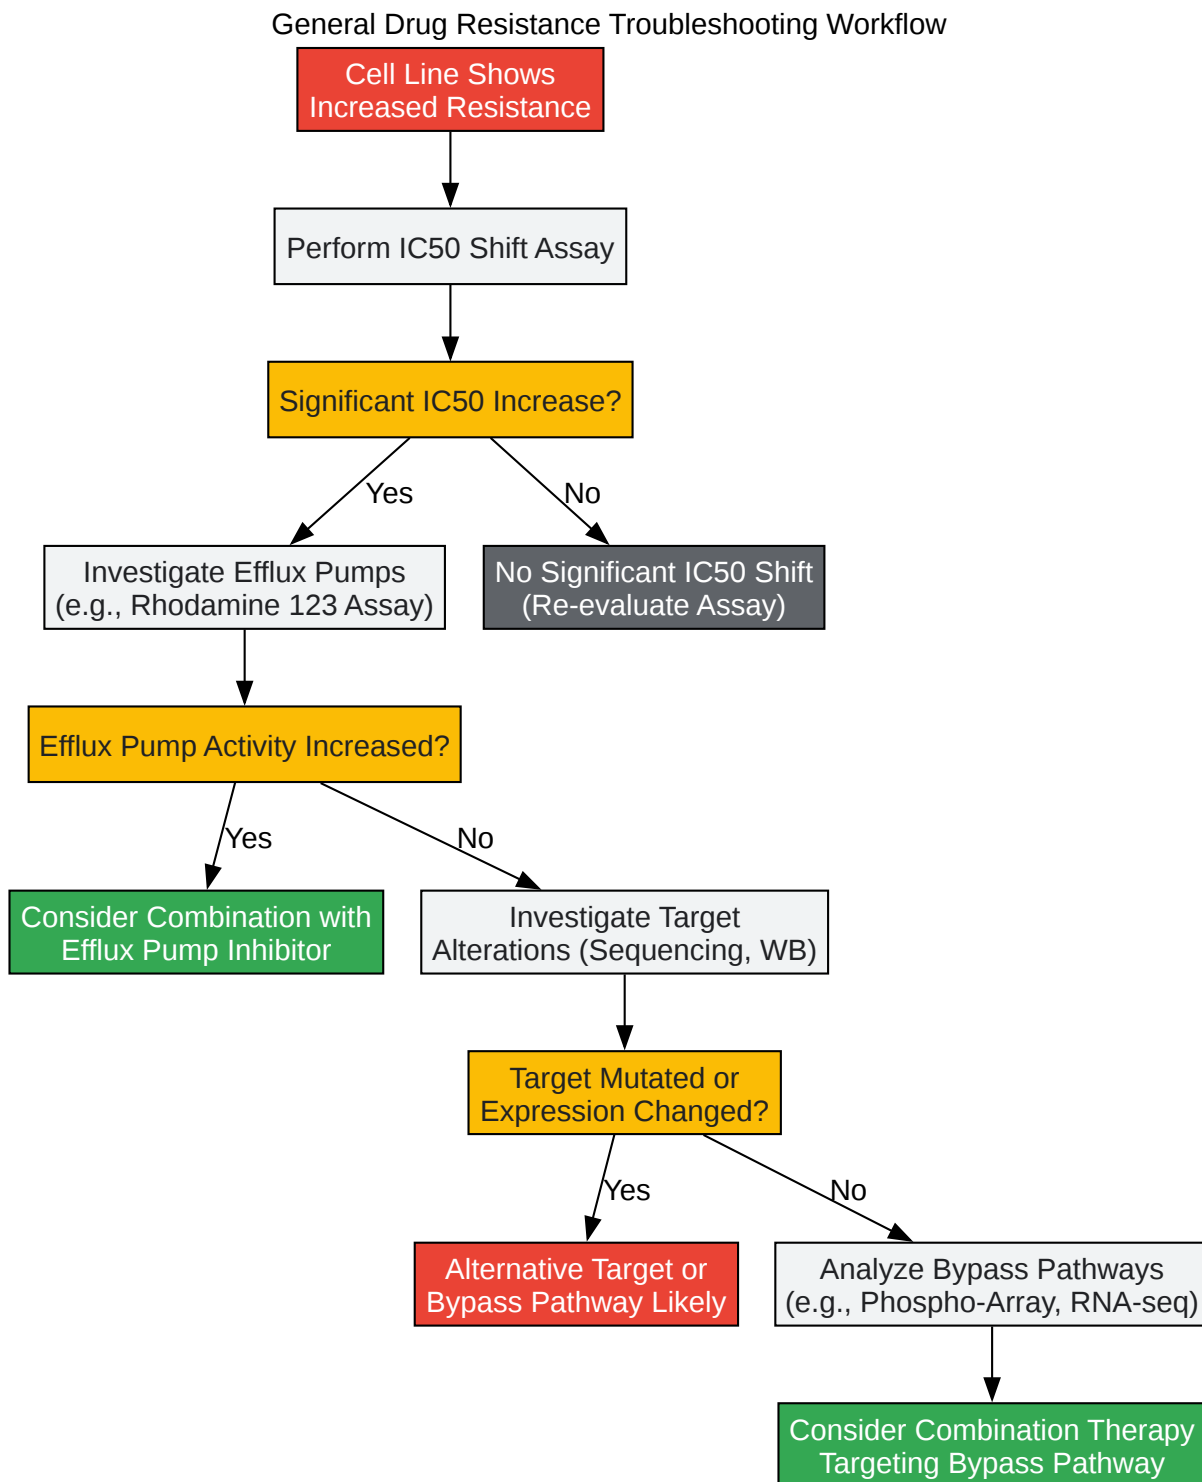 General Drug Resistance Troubleshooting Workflow
Cell Line Shows
Increased Resistance
Perform IC50 Shift Assay
Significant IC50 Increase?
Yes
No
Investigate Efflux Pumps
(e.g., Rhodamine 123 Assay)
No Significant IC50 Shift
(Re-evaluate Assay)
Efflux Pump Activity Increased?
Yes
No
Consider Combination with
Efflux Pump Inhibitor
Investigate Target
Alterations (Sequencing, WB)
Target Mutated or
Expression Changed?
Yes
No
Alternative Target or
Bypass Pathway Likely
Analyze Bypass Pathways
(e.g., Phospho-Array, RNA-seq)
Consider Combination Therapy
Targeting Bypass Pathway